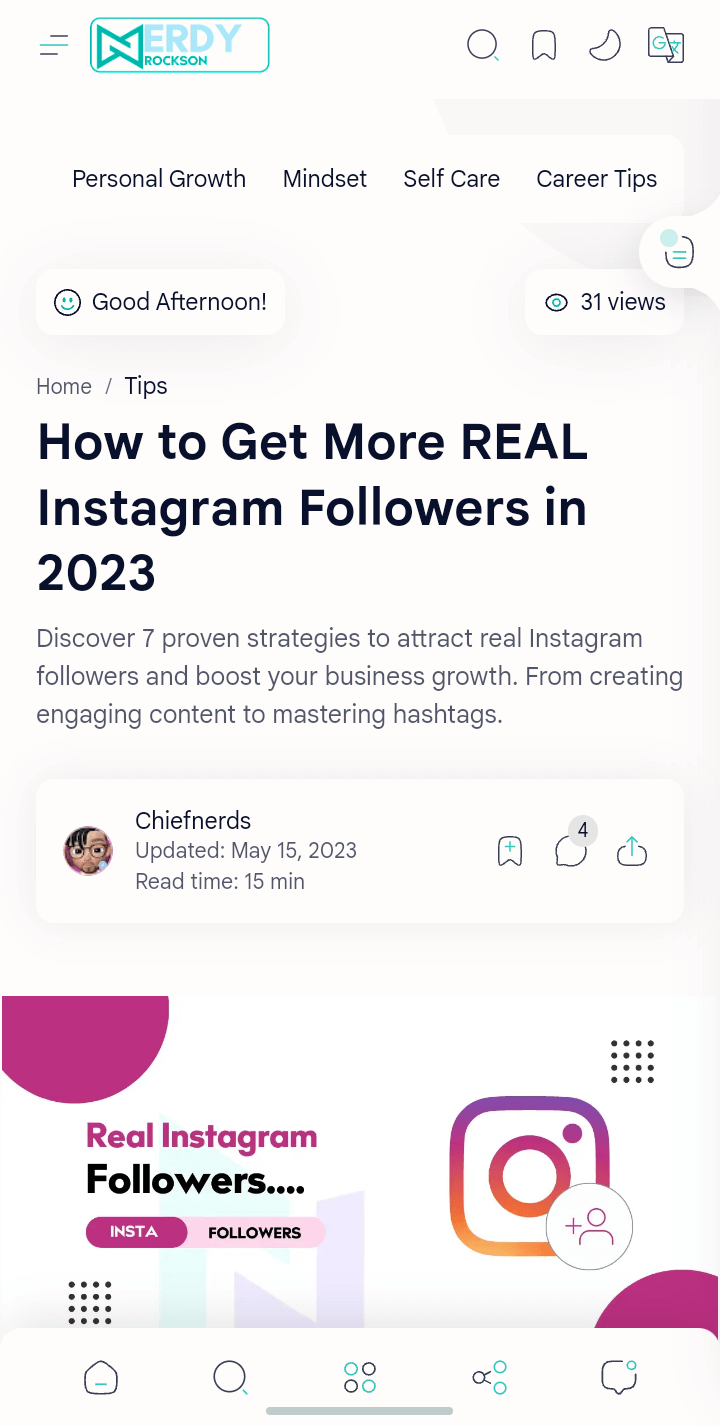 NERDY
ROCKSON
Personal Growth Mindset Self Care Career Tips
Good Afternoon! 31 views
Home / Tips
How to Get More REAL
Instagram Followers in
2023
Discover 7 proven strategies to attract real Instagram
followers and boost your business growth. From creating
engaging content to mastering hashtags.
Chiefnerds
Updated: May 15, 2023
Read time: 15 min
4
Real Instagram
Followers....
INSTA FOLLOWERS